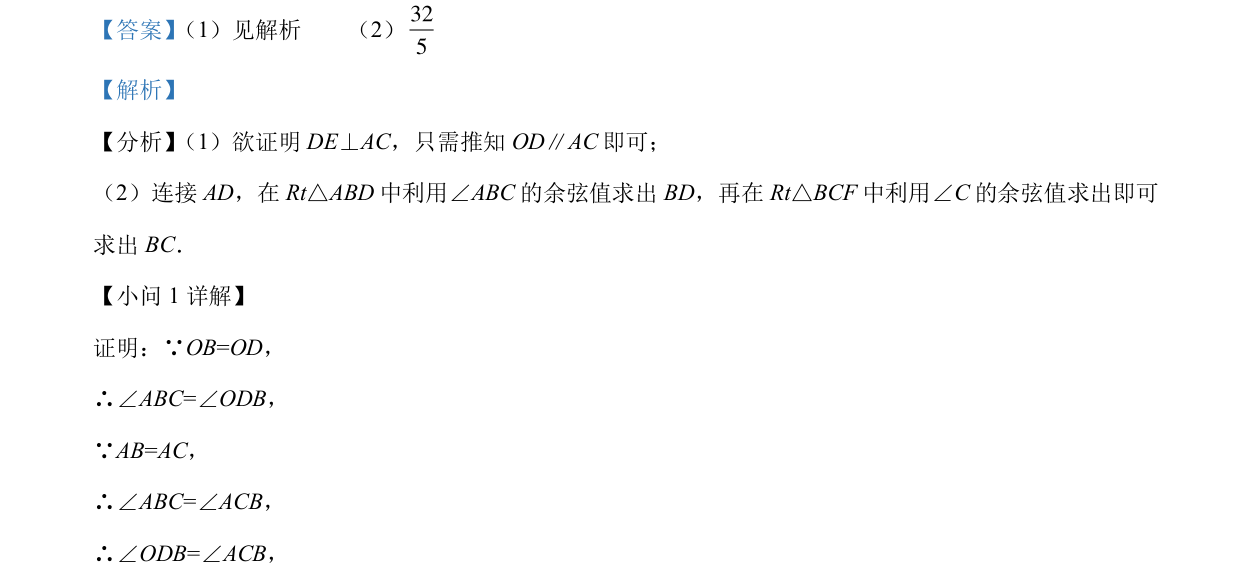 【答案】（1）见解析　　（2）32/5
【解析】
【分析】（1）欲证明 DE⊥AC，只需推知 OD∥AC 即可；
（2）连接 AD，在 Rt△ABD 中利用∠ABC 的余弦值求出 BD，再在 Rt△BCF 中利用∠C 的余弦值求出即可
求出 BC．
【小问 1 详解】
证明：∵OB=OD，
∴∠ABC=∠ODB，
∵AB=AC，
∴∠ABC=∠ACB，
∴∠ODB=∠ACB，